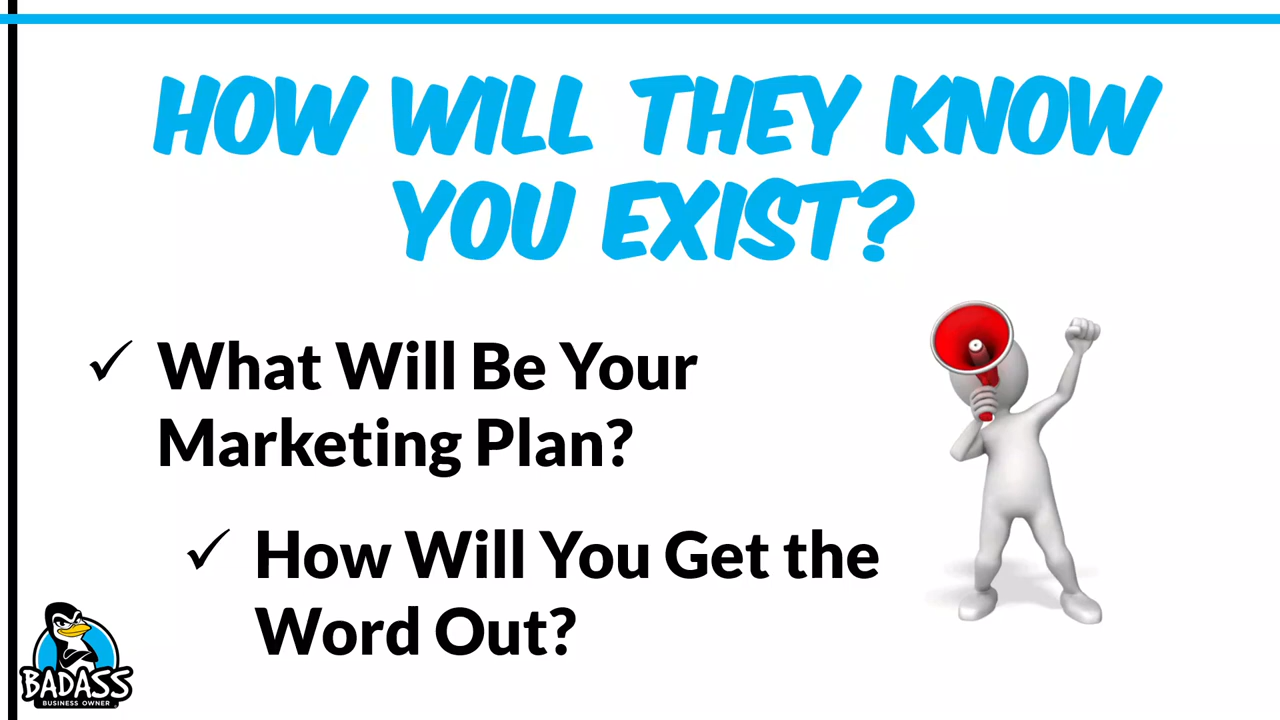 HOW WILL THEY KNOW
YOU EXIST?
What Will Be Your
Marketing Plan?
How Will You Get the
Word Out?
BADASS
BUSINESS OWNER